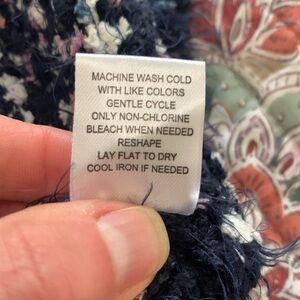 MACHINE WASH COLD
WITH LIKE COLORS
GENTLE CYCLE
ONLY NON-CHLORINE
BLEACH WHEN NEEDED
RESHAPE
LAY FLAT TO DRY
COOL IRON IF NEEDED